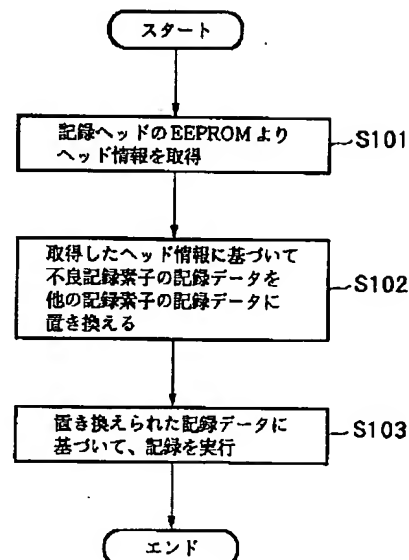 スタート
記録ヘッドのEEPROMより
ヘッド情報を取得
S101
取得したヘッド情報に基づいて
不良記録素子の記録データを
他の記録素子の記録データに
置き換える
S102
置き換えられた記録データに
基づいて、記録を実行
S103
エンド